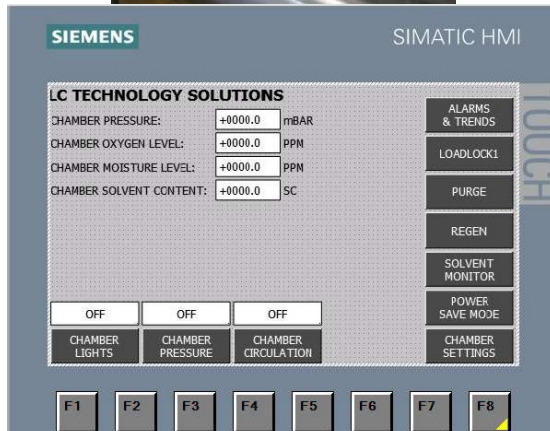 SIEMENS
SIMATIC HMI
TOUCH
LC TECHNOLOGY SOLUTIONS
CHAMBER PRESSURE: +0000.0 mBAR
CHAMBER OXYGEN LEVEL: +0000.0 PPM
CHAMBER MOISTURE LEVEL: +0000.0 PPM
CHAMBER SOLVENT CONTENT: +0000.0 SC
ALARMS
& TRENDS
LOADLOCK1
PURGE
REGEN
SOLVENT
MONITOR
POWER
SAVE MODE
CHAMBER
SETTINGS
OFF OFF OFF
CHAMBER
LIGHTS
CHAMBER
PRESSURE
CHAMBER
CIRCULATION
F1 F2 F3 F4 F5 F6 F7 F8